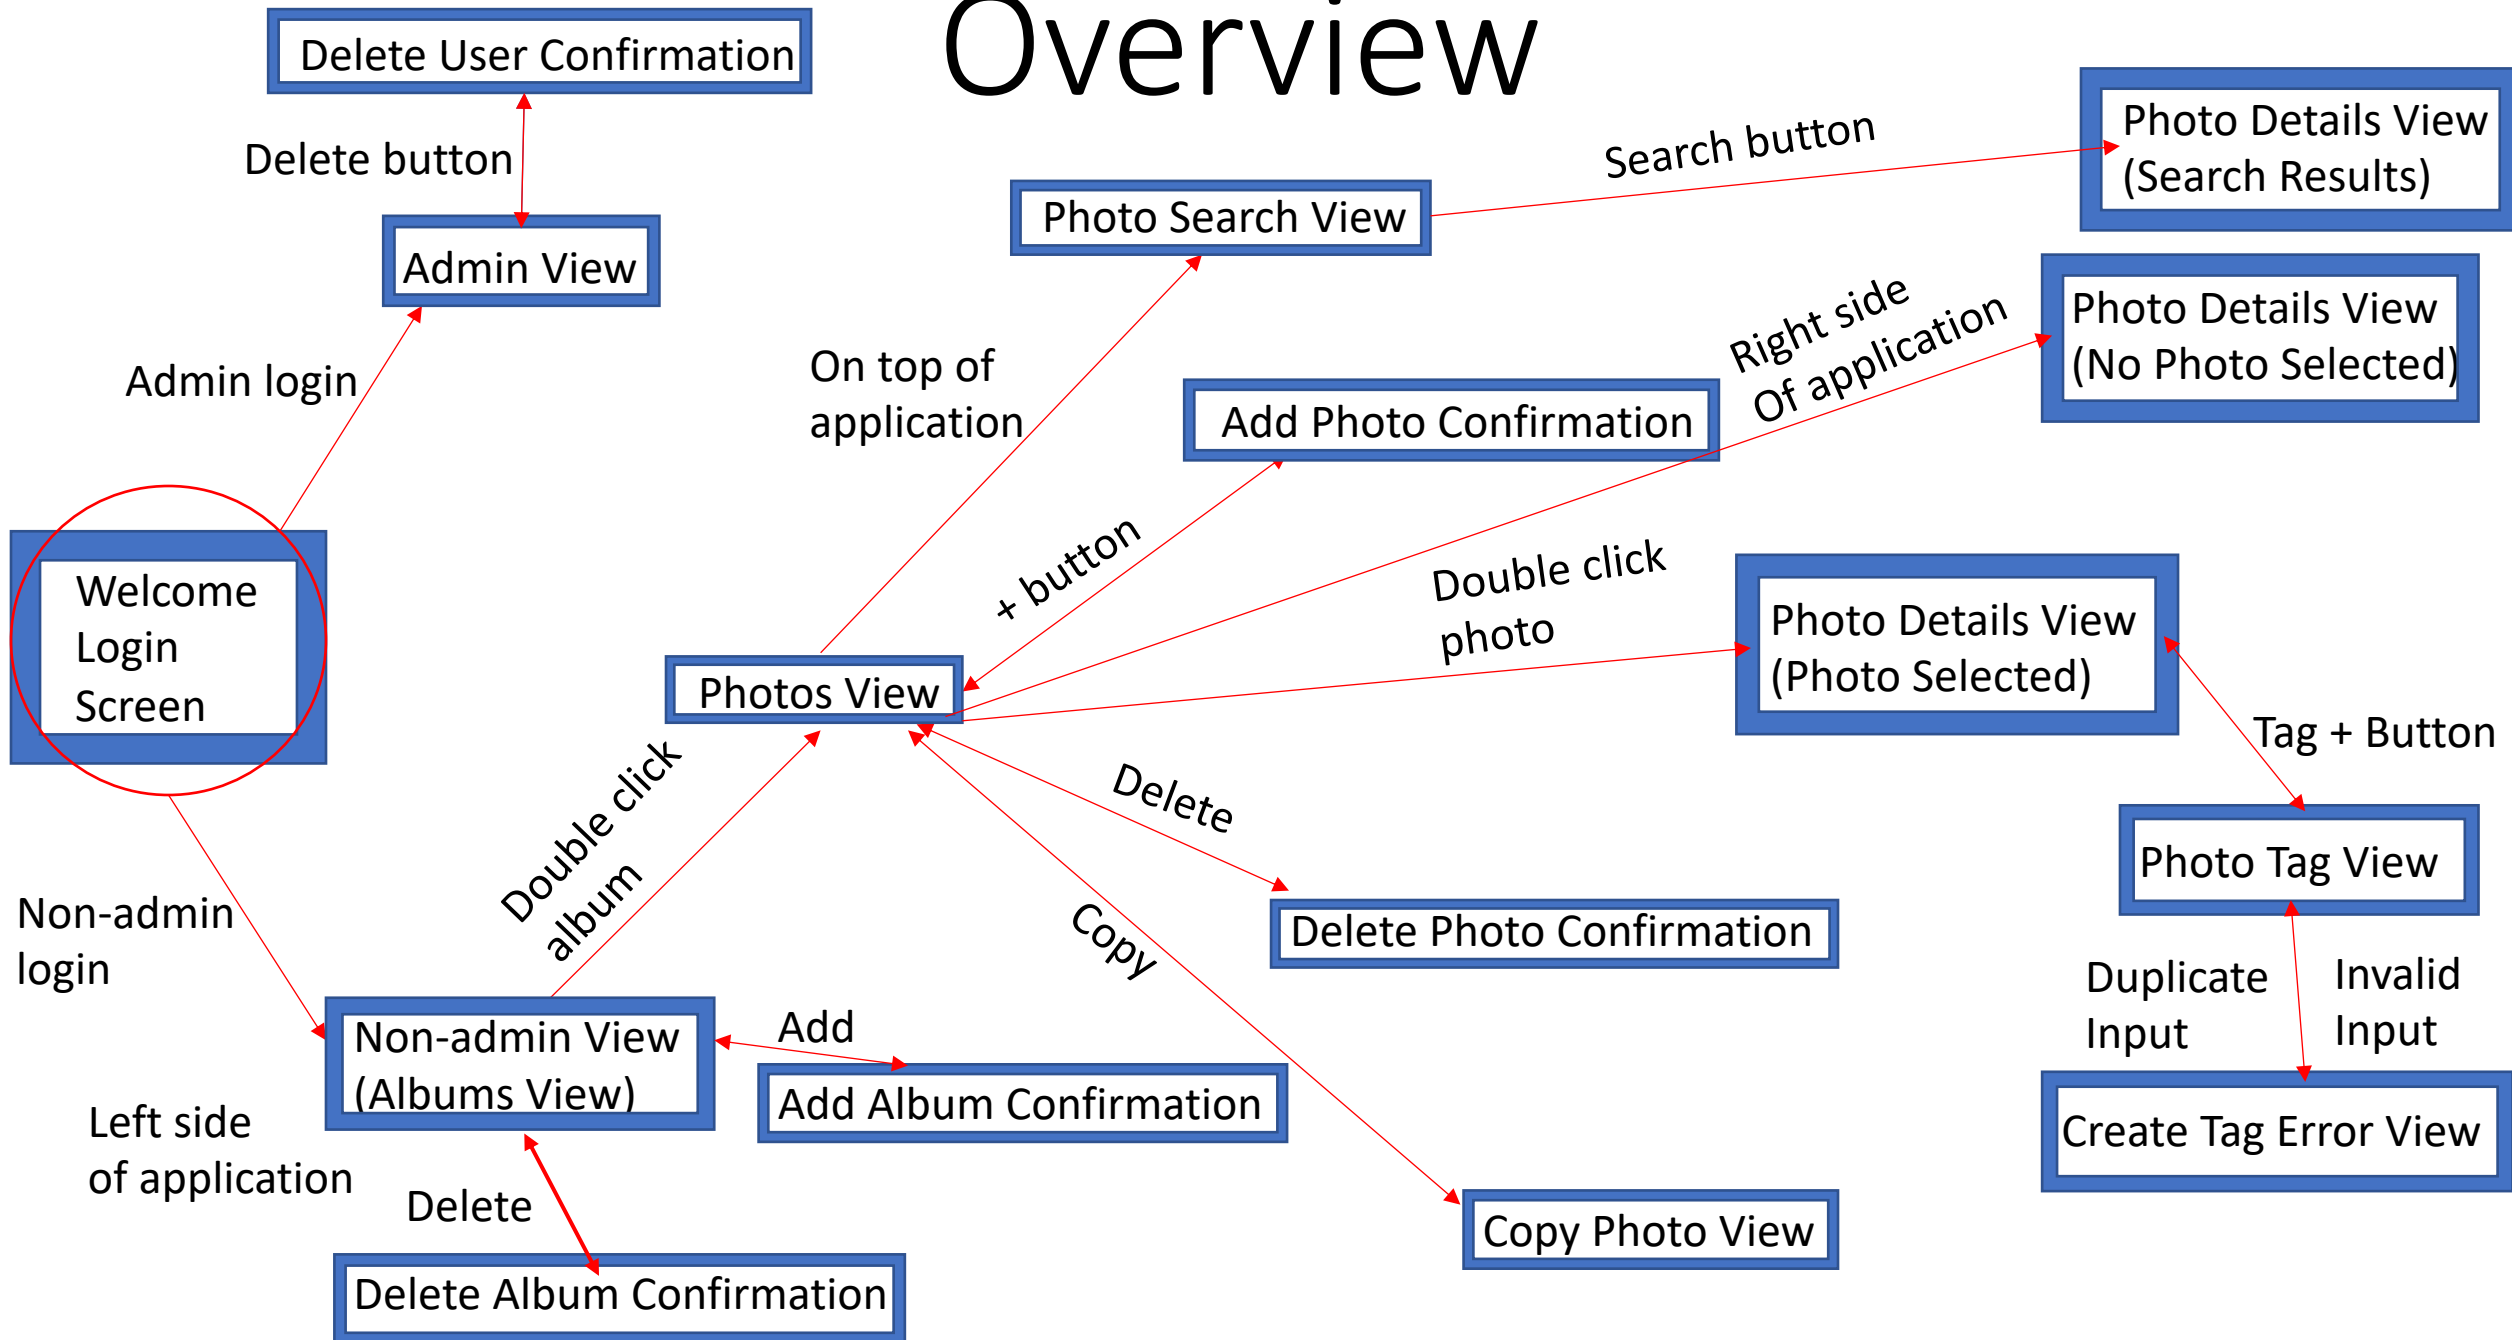 Overview
Delete User Confirmation
Delete button
Admin View
Admin login
Welcome
Login
Screen
Non-admin
login
Non-admin View
(Albums View)
Left side
of application
Delete
Delete Album Confirmation
Add
Add Album Confirmation
Double click
album
Photos View
On top of
application
Photo Search View
Search button
Photo Details View
(Search Results)
Right side
Of application
Photo Details View
(No Photo Selected)
+ button
Add Photo Confirmation
Double click
photo
Photo Details View
(Photo Selected)
Tag + Button
Photo Tag View
Duplicate
Input
Invalid
Input
Create Tag Error View
Delete
Delete Photo Confirmation
Copy
Copy Photo View